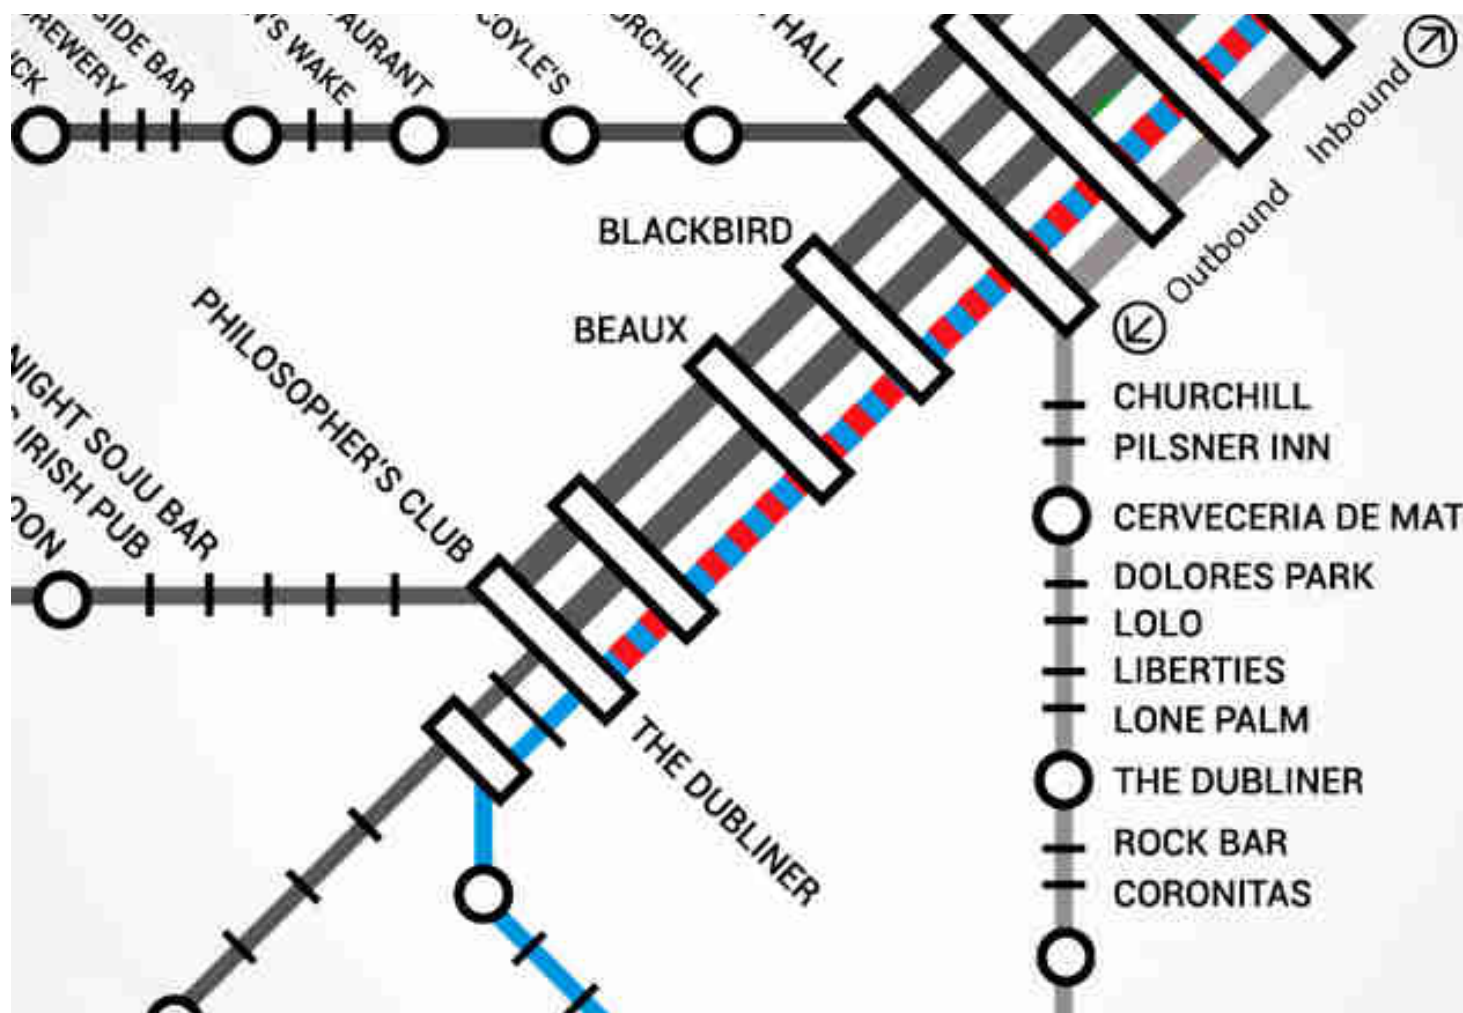 BREWERY
SIDE BAR
'S WAKE
COYLE'S
HALL
BLACKBIRD
BEAUX
PHILOSOPHER'S CLUB
NIGHT SOJU BAR
IRISH PUB
THE DUBLINER
Inbound
Outbound
CHURCHILL
PILSNER INN
CERVECERIA DE MAT
DOLORES PARK
LOLO
LIBERTIES
LONE PALM
THE DUBLINER
ROCK BAR
CORONITAS